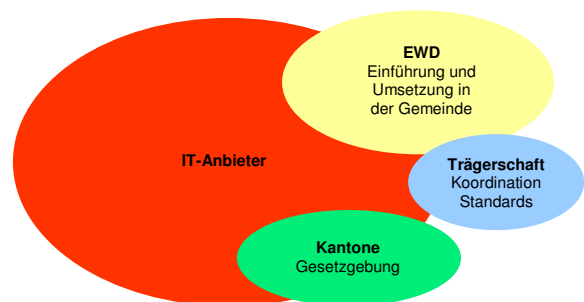 EWD
Einführung und
Umsetzung in
der Gemeinde
IT-Anbieter
Trägerschaft
Koordination
Standards
Kantone
Gesetzgebung